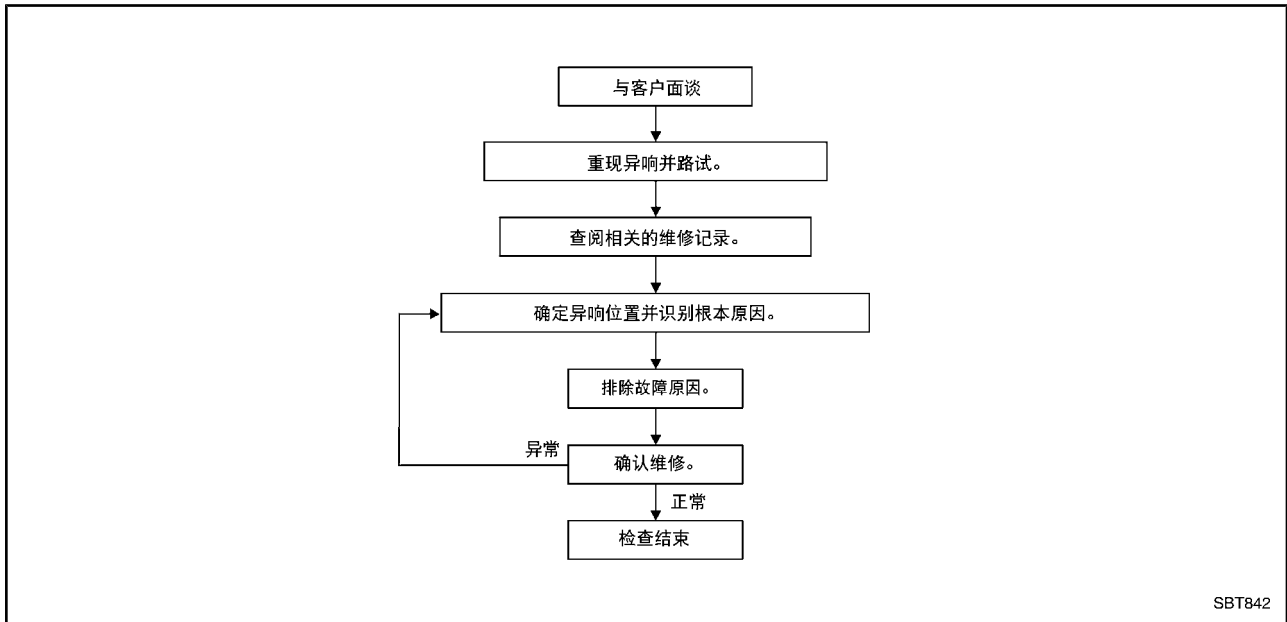 与客户面谈
重现异响并路试。
查阅相关的维修记录。
确定异响位置并识别根本原因。
排除故障原因。
异常
确认维修。
正常
检查结束
SBT842